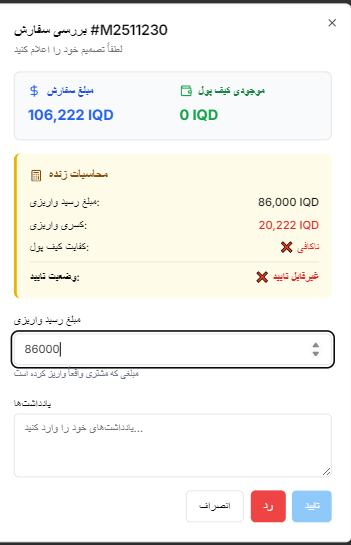 ×
بررسی سفارش #M2511230
لطفاً تصمیم خود را اعلام کنید
مبلغ سفارش
106,222 IQD
موجودی کیف پول
0 IQD
محاسبات زنده
مبلغ رسید واریزی:
86,000 IQD
کسری واریزی:
20,222 IQD
کفایت کیف پول:
❌ ناکافی
وضعیت تایید:
❌ غیرقابل تایید
مبلغ رسید واریزی
86000
مبلغی که مشتری واقعاً واریز کرده است
یادداشت‌ها
یادداشت‌های خود را وارد کنید...
انصراف
رد
تایید